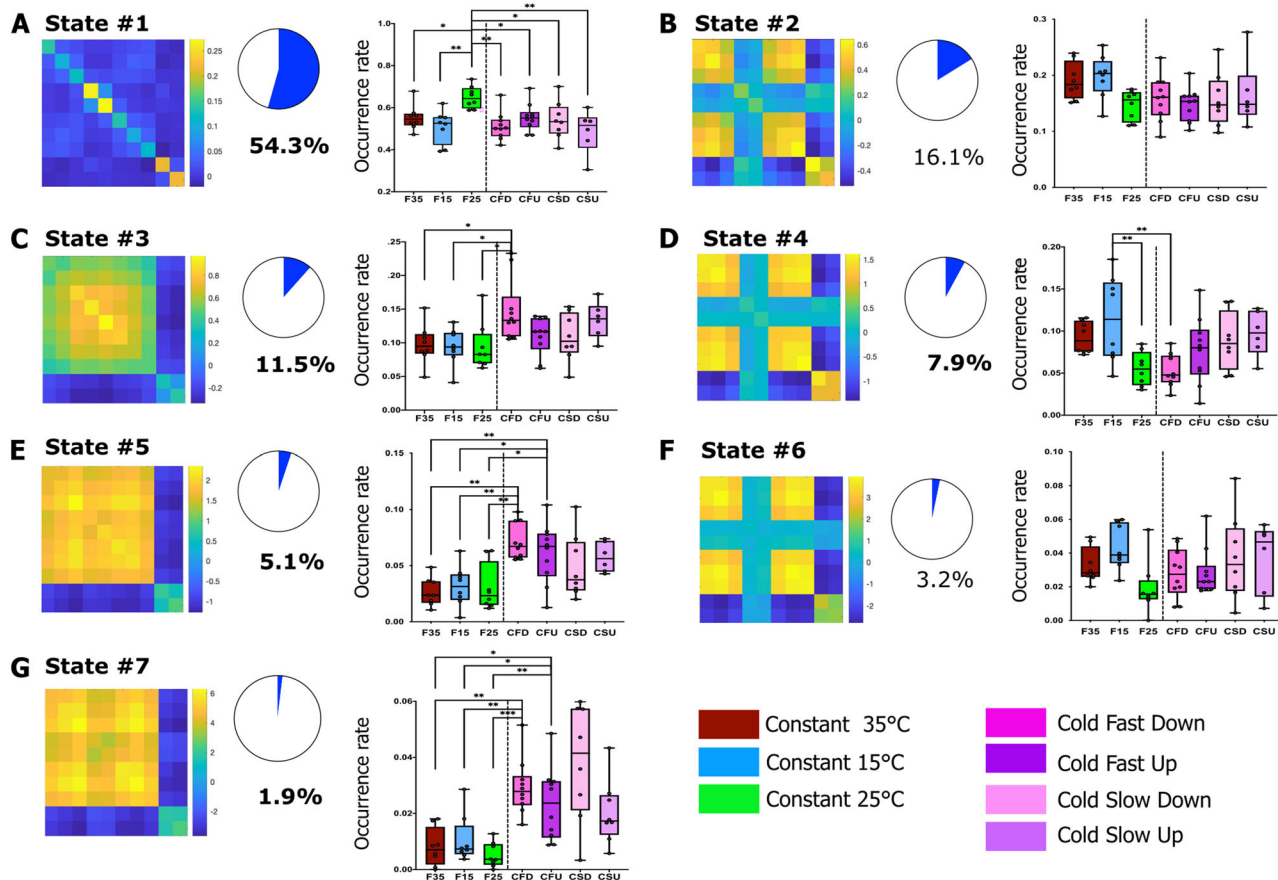 A State #1
0.25
0.2
0.15
0.1
0.05
0
54.3%
Occurrence rate
1.0
0.8
0.6
0.4
0.2
* ** ** * * **
F35 F15 F25 CFD CFU CSD CSU
B State #2
0.6
0.4
0.2
0
-0.2
-0.4
16.1%
Occurrence rate
0.3
0.2
0.1
0.0
F35 F15 F25 CFD CFU CSD CSU
C State #3
0.8
0.6
0.4
0.2
0
-0.2
11.5%
Occurrence rate
0.25
0.20
0.15
0.10
0.05
0.00
* * *
F35 F15 F25 CFD CFU CSD CSU
D State #4
1.5
1
0.5
0
-0.5
-1
7.9%
Occurrence rate
0.20
0.15
0.10
0.05
0.00
** **
F35 F15 F25 CFD CFU CSD CSU
E State #5
2
1.5
1
0.5
0
-0.5
-1
5.1%
Occurrence rate
0.15
0.10
0.05
0.00
** * * ** ** **
F35 F15 F25 CFD CFU CSD CSU
F State #6
3
2
1
0
-1
-2
3.2%
Occurrence rate
0.10
0.08
0.06
0.04
0.02
0.00
F35 F15 F25 CFD CFU CSD CSU
G State #7
6
5
4
3
2
1
0
-1
-2
-3
1.9%
Occurrence rate
0.06
0.04
0.02
0.00
* * ** ** ** ***
F35 F15 F25 CFD CFU CSD CSU
Constant 35°C
Constant 15°C
Constant 25°C
Cold Fast Down
Cold Fast Up
Cold Slow Down
Cold Slow Up